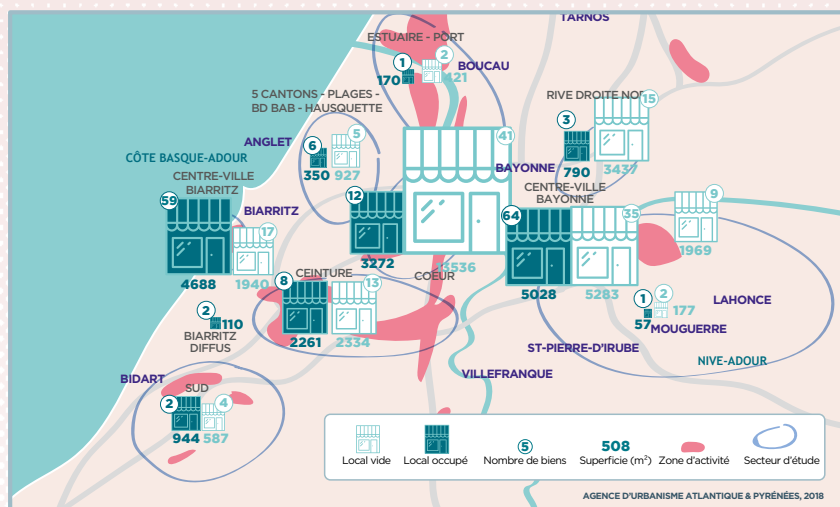 TARNOS
ESTUAIRE - PORT
1
2
BOUCAU
170
421
5 CANTONS - PLAGES -
BD BAB - HAUSQUETTE
RIVE DROITE NORD
15
3
790
3437
ANGLET
6
5
350
927
41
BAYONNE
CÔTE BASQUE-ADOUR
CENTRE-VILLE
BIARRITZ
59
BIARRITZ
17
4688
1940
12
3272
13536
CENTRE-VILLE
BAYONNE
64
35
5028
5283
9
1969
CEINTURE
COEUR
8
13
2261
2334
1
2
177
57
LAHONCE
MOUGUERRE
2
110
BIARRITZ
DIFFUS
ST-PIERRE-D'IRUBE
NIVE-ADOUR
VILLEFRANQUE
BIDART
SUD
2
4
944
587
5
508
Local vide
Local occupé
Nombre de biens
Superficie (m²)
Zone d'activité
Secteur d'étude
AGENCE D'URBANISME ATLANTIQUE & PYRÉNÉES, 2018